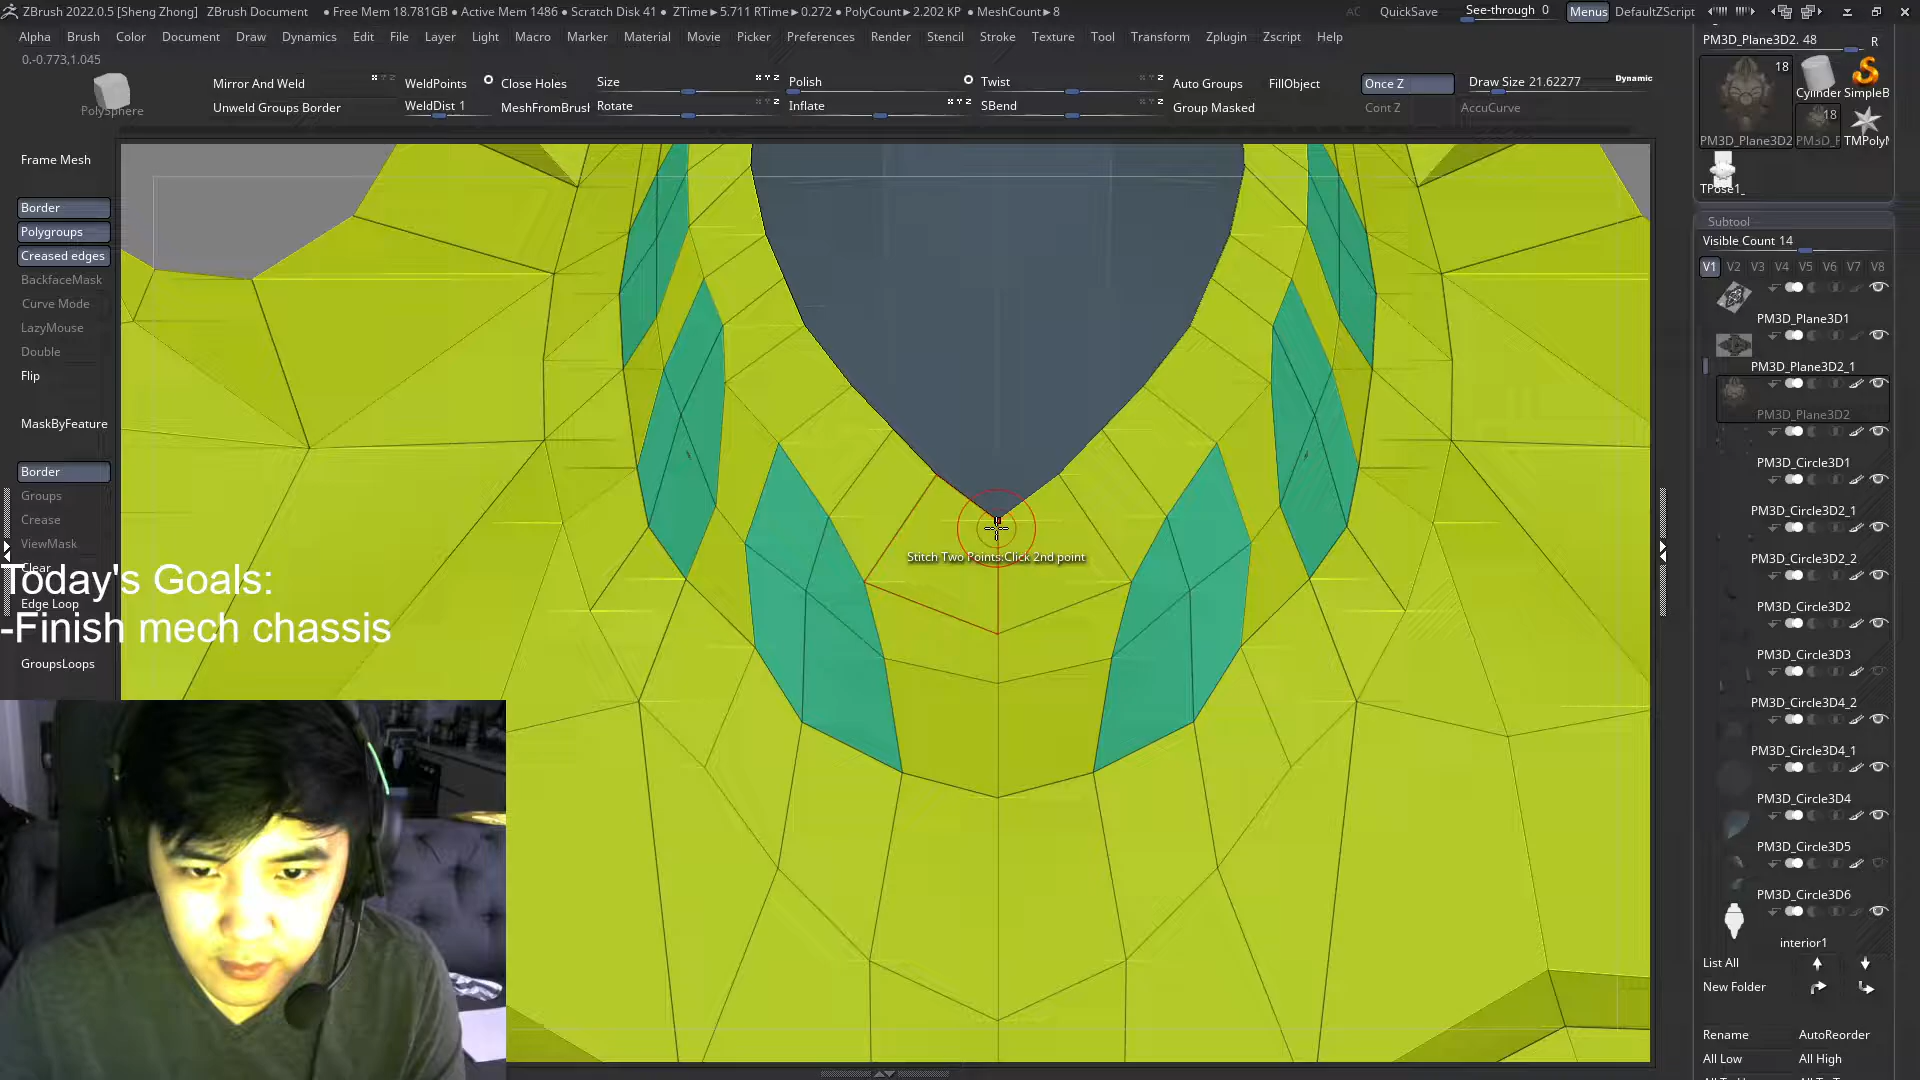 ZBrush 2022.0.5 [Sheng Zhong] ZBrush Document ● Free Mem 18.781GB ● Active Mem 1486 ● Scratch Disk 41 ● ZTime►5.711 RTime►0.272 ● PolyCount►2.202 KP ● MeshCount►8 AC QuickSave See-through 0 Menus DefaultZScript
Alpha Brush Color Document Draw Dynamics Edit File Layer Light Macro Marker Material Movie Picker Preferences Render Stencil Stroke Texture Tool Transform Zplugin Zscript Help
0.-0.773,1.045
PolySphere
Mirror And Weld WeldPoints Close Holes Size Polish Twist Auto Groups FillObject Once Z Draw Size 21.62277 Dynamic
Unweld Groups Border WeldDist 1 MeshFromBrush Rotate Inflate SBend Group Masked Cont Z AccuCurve
Frame Mesh
Border
Polygroups
Creased edges
BackfaceMask
Curve Mode
LazyMouse
Double
Flip
MaskByFeature
Border
Groups
Crease
ViewMask
Clear
Edge Loop
GroupsLoops
Today's Goals:
-Finish mech chassis
Stitch Two Points:Click 2nd point
PM3D_Plane3D2. 48 R
18
Cylinder SimpleB
18
PM3D_Plane3D2 PM3D_F TMPolyM
TPose1_
Subtool
Visible Count 14
V1 V2 V3 V4 V5 V6 V7 V8
PM3D_Plane3D1
PM3D_Plane3D2_1
PM3D_Plane3D2
PM3D_Circle3D1
PM3D_Circle3D2_1
PM3D_Circle3D2_2
PM3D_Circle3D2
PM3D_Circle3D3
PM3D_Circle3D4_2
PM3D_Circle3D4_1
PM3D_Circle3D4
PM3D_Circle3D5
PM3D_Circle3D6
interior1
List All
New Folder
Rename AutoReorder
All Low All High